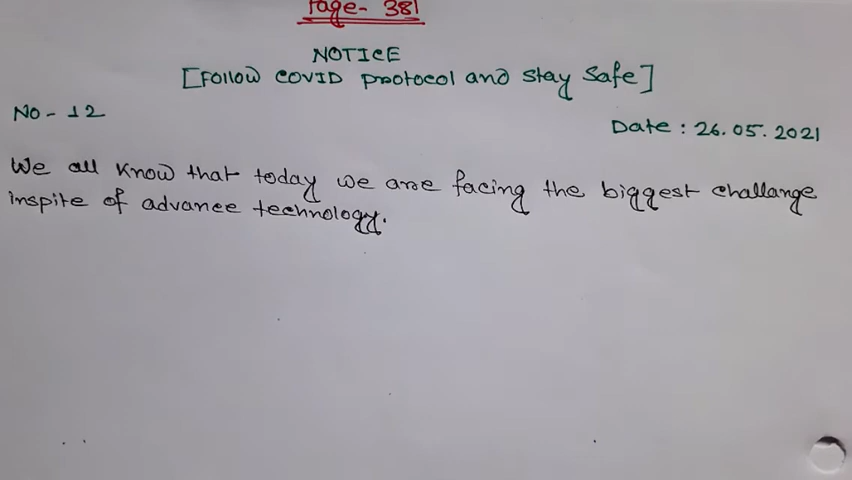 Page- 381
NOTICE
[Follow COVID protocol and stay safe]
No - 12
Date : 26.05.2021
We all know that today we are facing the biggest challange
inspite of advance technology.